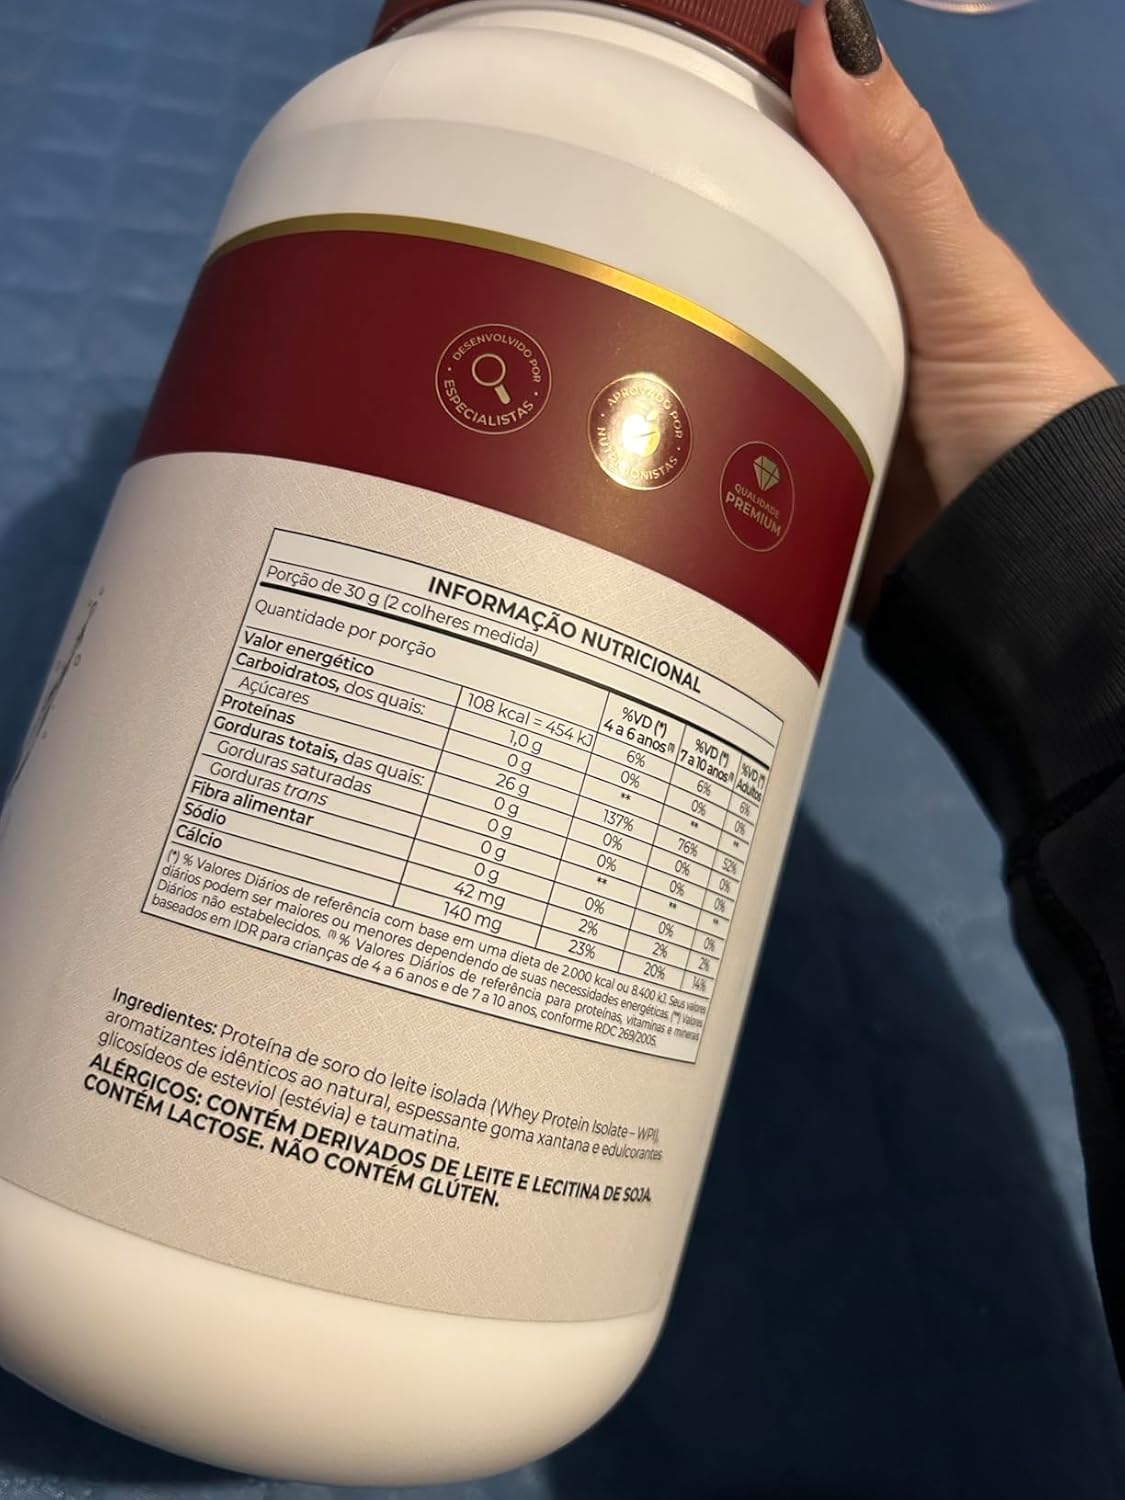 DESENVOLVIDO POR
ESPECIALISTAS
APROVADO POR
NUTRICIONISTAS
QUALIDADE
PREMIUM
INFORMAÇÃO NUTRICIONAL
Porção de 30 g (2 colheres medida)
Quantidade por porção %VD (*) 4 a 6 anos (1) %VD (*) 7 a 10 anos (1) %VD (*) Adultos
Valor energético 108 kcal = 454 kJ 6% 6% 6%
Carboidratos, dos quais: 1,0 g 0% 0% 0%
Açúcares 0 g ** ** **
Proteínas 26 g 137% 76% 52%
Gorduras totais, das quais: 0 g 0% 0% 0%
Gorduras saturadas 0 g 0% 0% 0%
Gorduras trans 0 g ** ** **
Fibra alimentar 0 g 0% 0% 0%
Sódio 42 mg 2% 2% 2%
Cálcio 140 mg 23% 20% 14%
(*) % Valores Diários de referência com base em uma dieta de 2.000 kcal ou 8.400 kJ. Seus valores
diários podem ser maiores ou menores dependendo de suas necessidades energéticas. (**) Valores
Diários não estabelecidos. (1) % Valores Diários de referência para proteínas, vitaminas e minerais
baseados em IDR para crianças de 4 a 6 anos e de 7 a 10 anos, conforme RDC 269/2005.
Ingredientes: Proteína de soro do leite isolada (Whey Protein Isolate – WPI),
aromatizantes idênticos ao natural, espessante goma xantana e edulcorantes
glicosídeos de esteviol (estévia) e taumatina.
ALÉRGICOS: CONTÉM DERIVADOS DE LEITE E LECITINA DE SOJA.
CONTÉM LACTOSE. NÃO CONTÉM GLÚTEN.